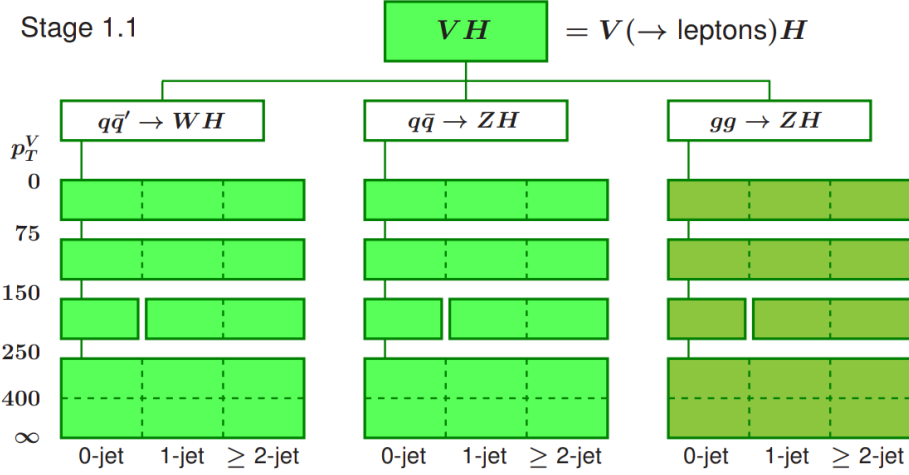 Stage 1.1
VH
= V(→ leptons)H
qq̄′ → WH
qq̄ → ZH
gg → ZH
p_T^V
0
75
150
250
400
∞
0-jet 1-jet ≥ 2-jet
0-jet 1-jet ≥ 2-jet
0-jet 1-jet ≥ 2-jet